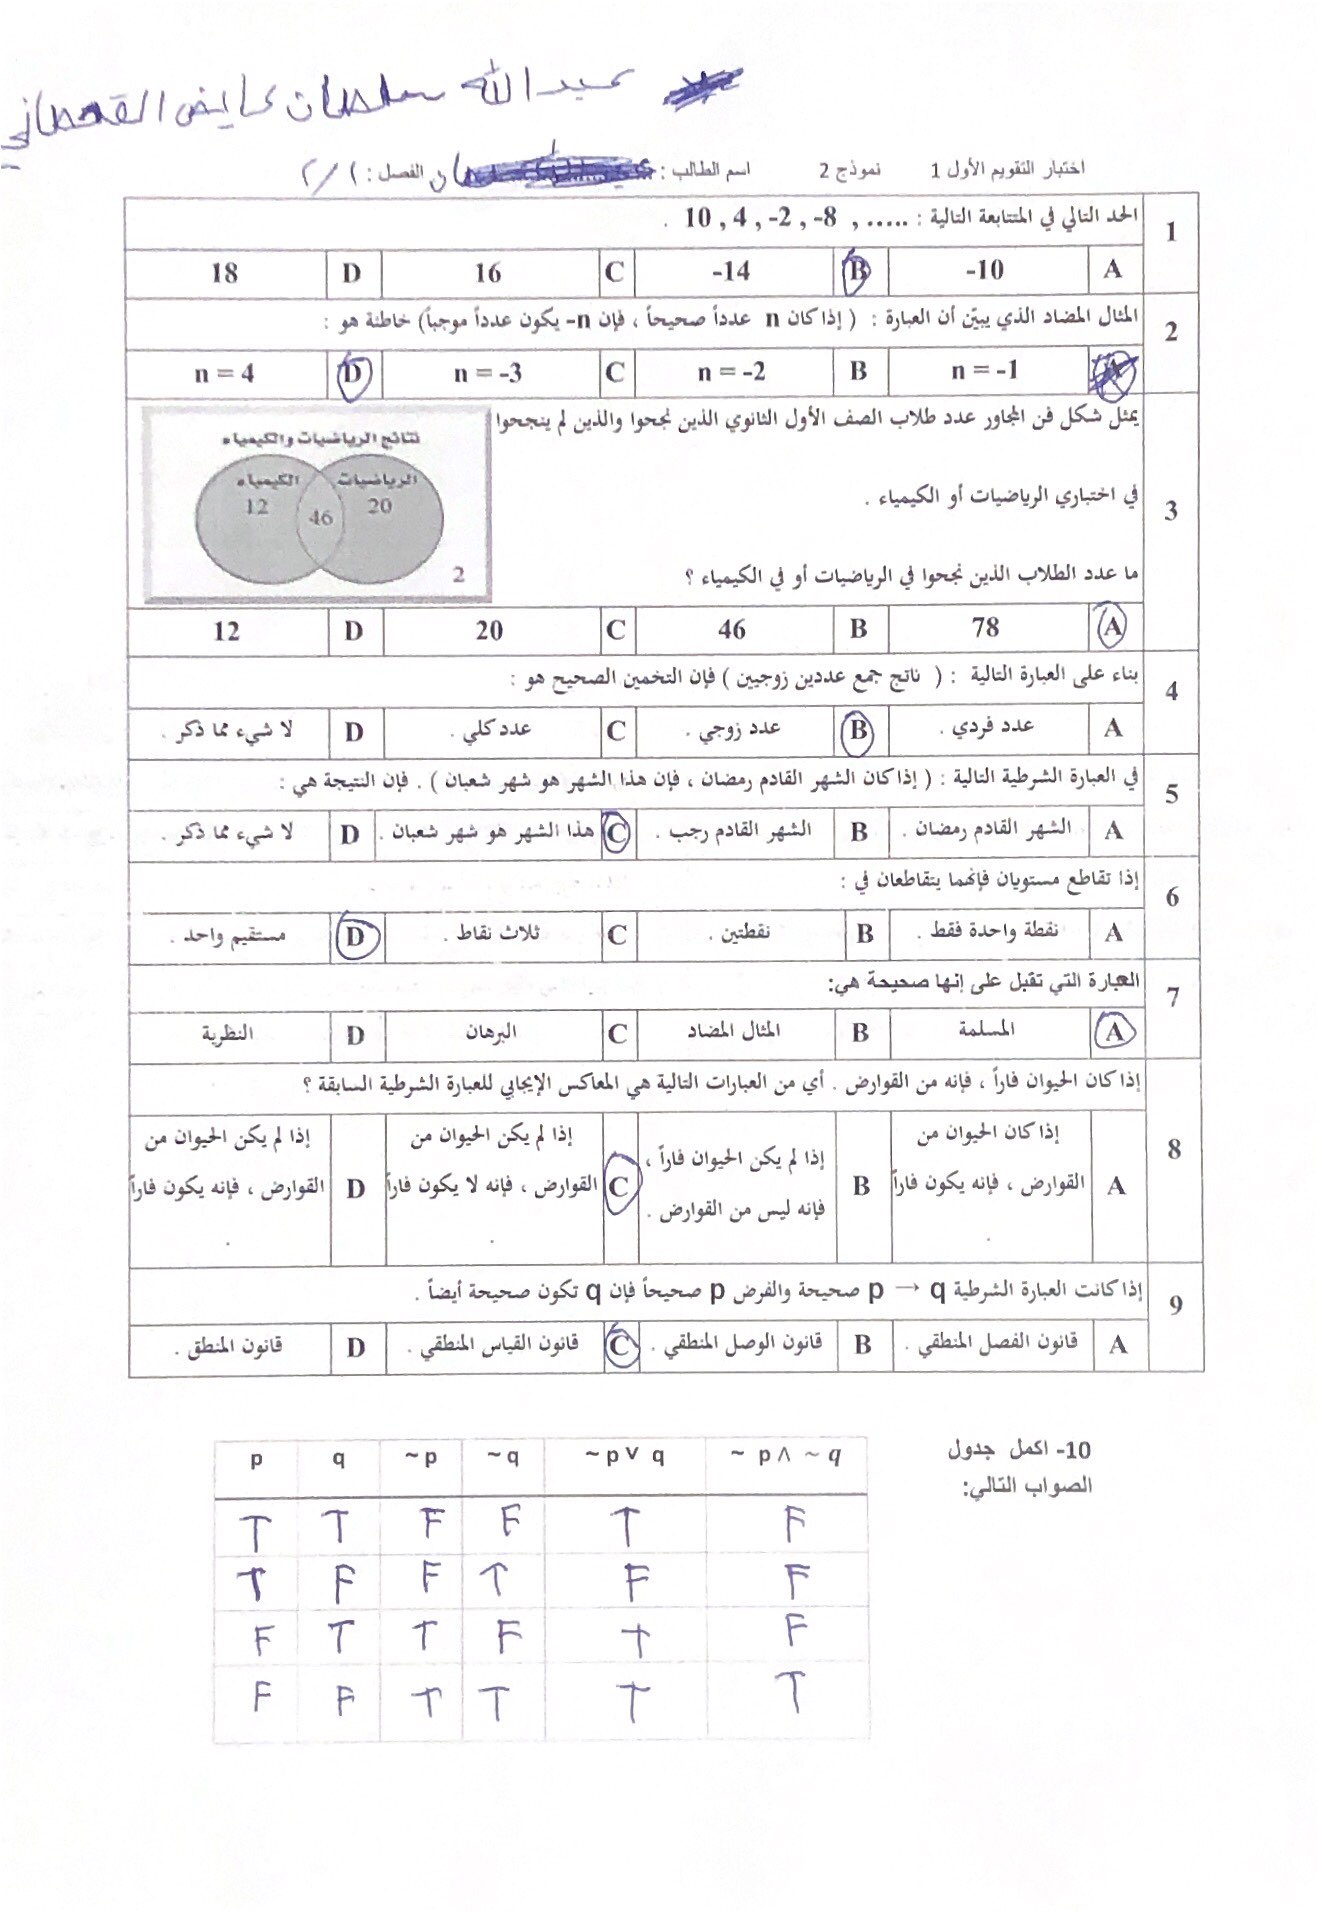 عبدالله سلطان عايض القحطاني
اختبار التقويم الأول 1 نموذج 2 اسم الطالب : الفصل : ٢/١
1 الحد التالي في المتتابعة التالية : ..... , 10 , 4 , -2 , -8 .
A -10 B -14 C 16 D 18
2 المثال المضاد الذي يبيّن أن العبارة : ( إذا كان n عدداً صحيحاً ، فإن n- يكون عدداً موجباً) خاطئة هو :
A n = -1 B n = -2 C n = -3 D n = 4
3 يمثل شكل فن المجاور عدد طلاب الصف الأول الثانوي الذين نجحوا والذين لم ينجحوا
في اختباري الرياضيات أو الكيمياء .
ما عدد الطلاب الذين نجحوا في الرياضيات أو في الكيمياء ؟
نتائج الرياضيات والكيمياء
الرياضيات الكيمياء
20 46 12
2
A 78 B 46 C 20 D 12
4 بناء على العبارة التالية : ( ناتج جمع عددين زوجيين ) فإن التخمين الصحيح هو :
A عدد فردي . B عدد زوجي . C عدد كلي . D لا شيء مما ذكر .
5 في العبارة الشرطية التالية : ( إذا كان الشهر القادم رمضان ، فإن هذا الشهر هو شهر شعبان ) . فإن النتيجة هي :
A الشهر القادم رمضان . B الشهر القادم رجب . C هذا الشهر هو شهر شعبان . D لا شيء مما ذكر .
6 إذا تقاطع مستويان فإنهما يتقاطعان في :
A نقطة واحدة فقط . B نقطتين . C ثلاث نقاط . D مستقيم واحد .
7 العبارة التي تقبل على إنها صحيحة هي:
A المسلمة B المثال المضاد C البرهان D النظرية
8 إذا كان الحيوان فاراً ، فإنه من القوارض . أي من العبارات التالية هي المعاكس الإيجابي للعبارة الشرطية السابقة ؟
A إذا كان الحيوان من القوارض ، فإنه يكون فاراً . B إذا لم يكن الحيوان فاراً ، فإنه ليس من القوارض . C إذا لم يكن الحيوان من القوارض ، فإنه لا يكون فاراً . D إذا لم يكن الحيوان من القوارض ، فإنه يكون فاراً .
9 إذا كانت العبارة الشرطية p → q صحيحة والفرض p صحيحاً فإن q تكون صحيحة أيضاً .
A قانون الفصل المنطقي . B قانون الوصل المنطقي . C قانون القياس المنطقي . D قانون المنطق .
10- اكمل جدول
الصواب التالي:
p q ~p ~q ~p ∨ q ~ p ∧ ~ q
T T F F T F
T F F T F F
F T T F T F
F F T T T T